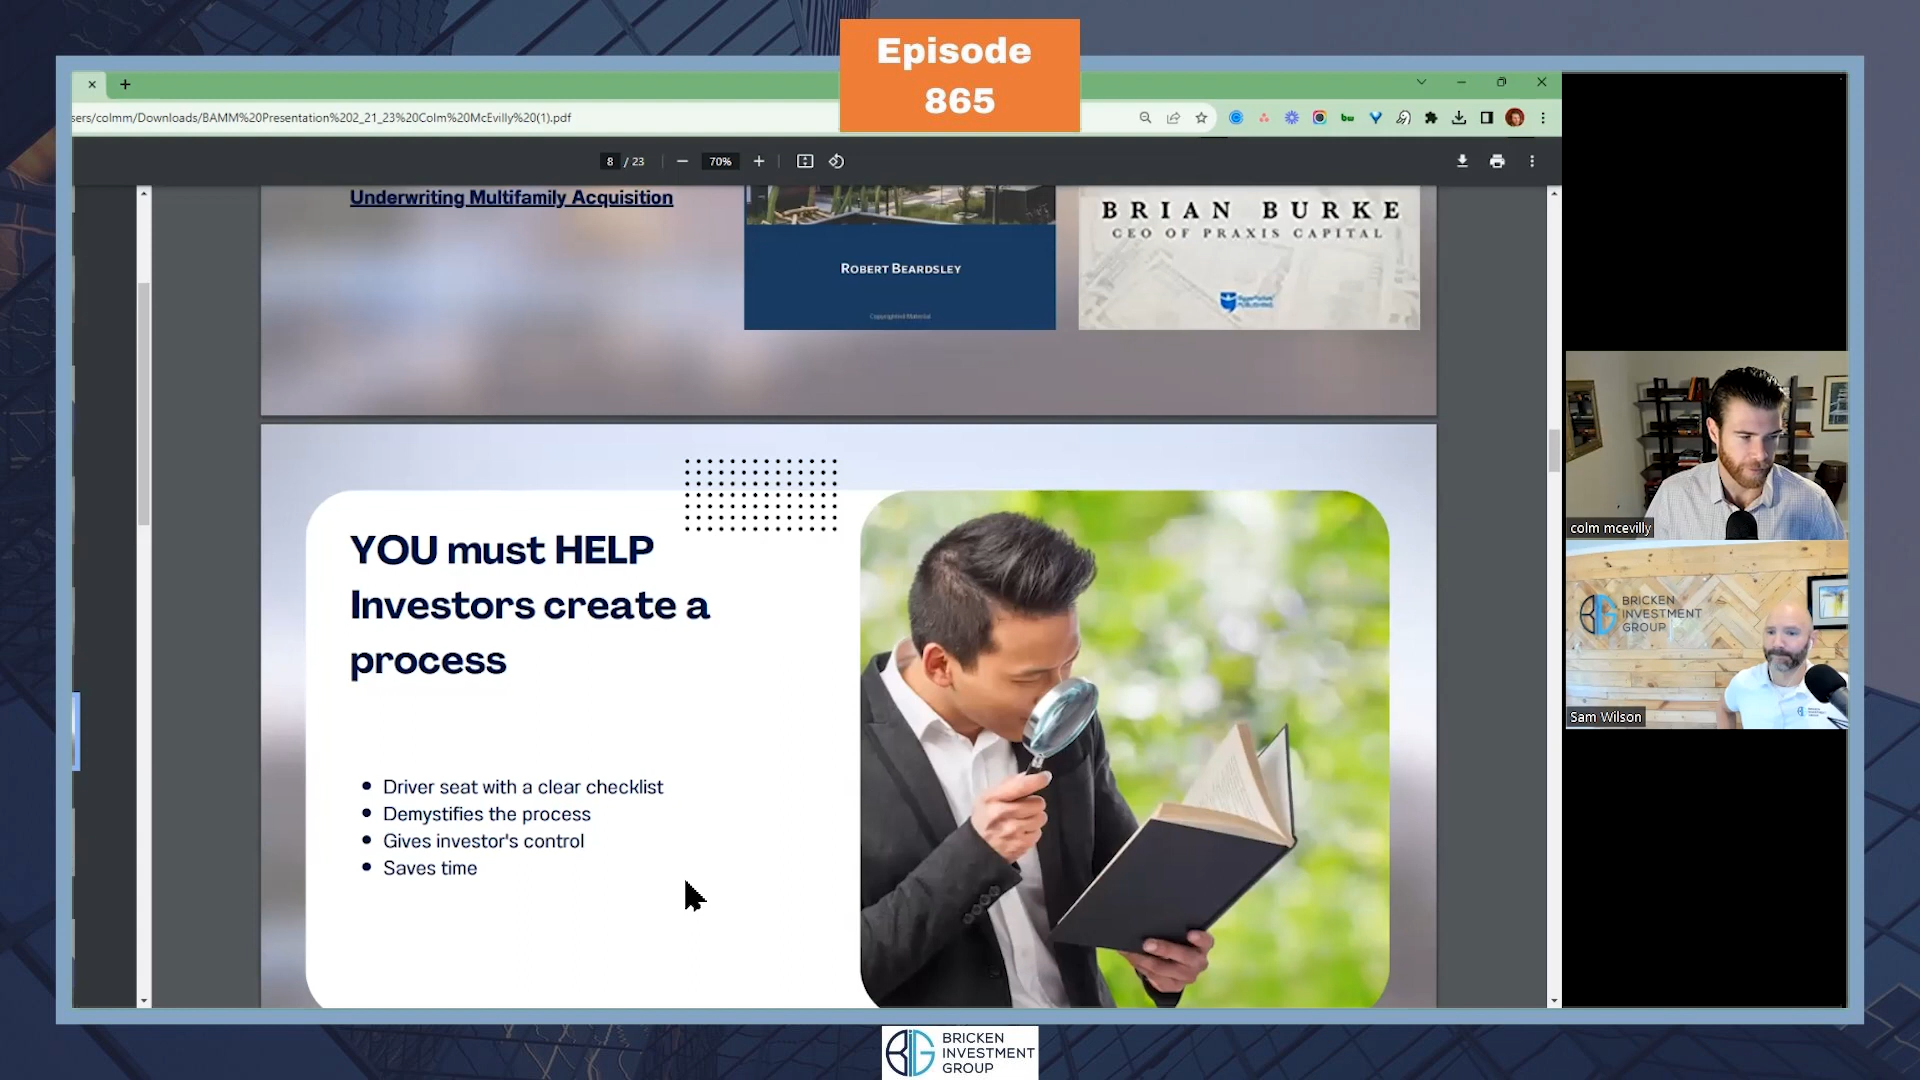 Episode
865
sers/colmm/Downloads/BAMM%20Presentation%202_21_23%20Colm%20McEvilly%20(1).pdf
8 / 23
70%
Underwriting Multifamily Acquisition
ROBERT BEARDSLEY
Copyrighted Material
BRIAN BURKE
CEO OF PRAXIS CAPITAL
YOU must HELP
Investors create a
process
Driver seat with a clear checklist
Demystifies the process
Gives investor's control
Saves time
colm mcevilly
BRICKEN
INVESTMENT
GROUP
Sam Wilson
BRICKEN
INVESTMENT
GROUP